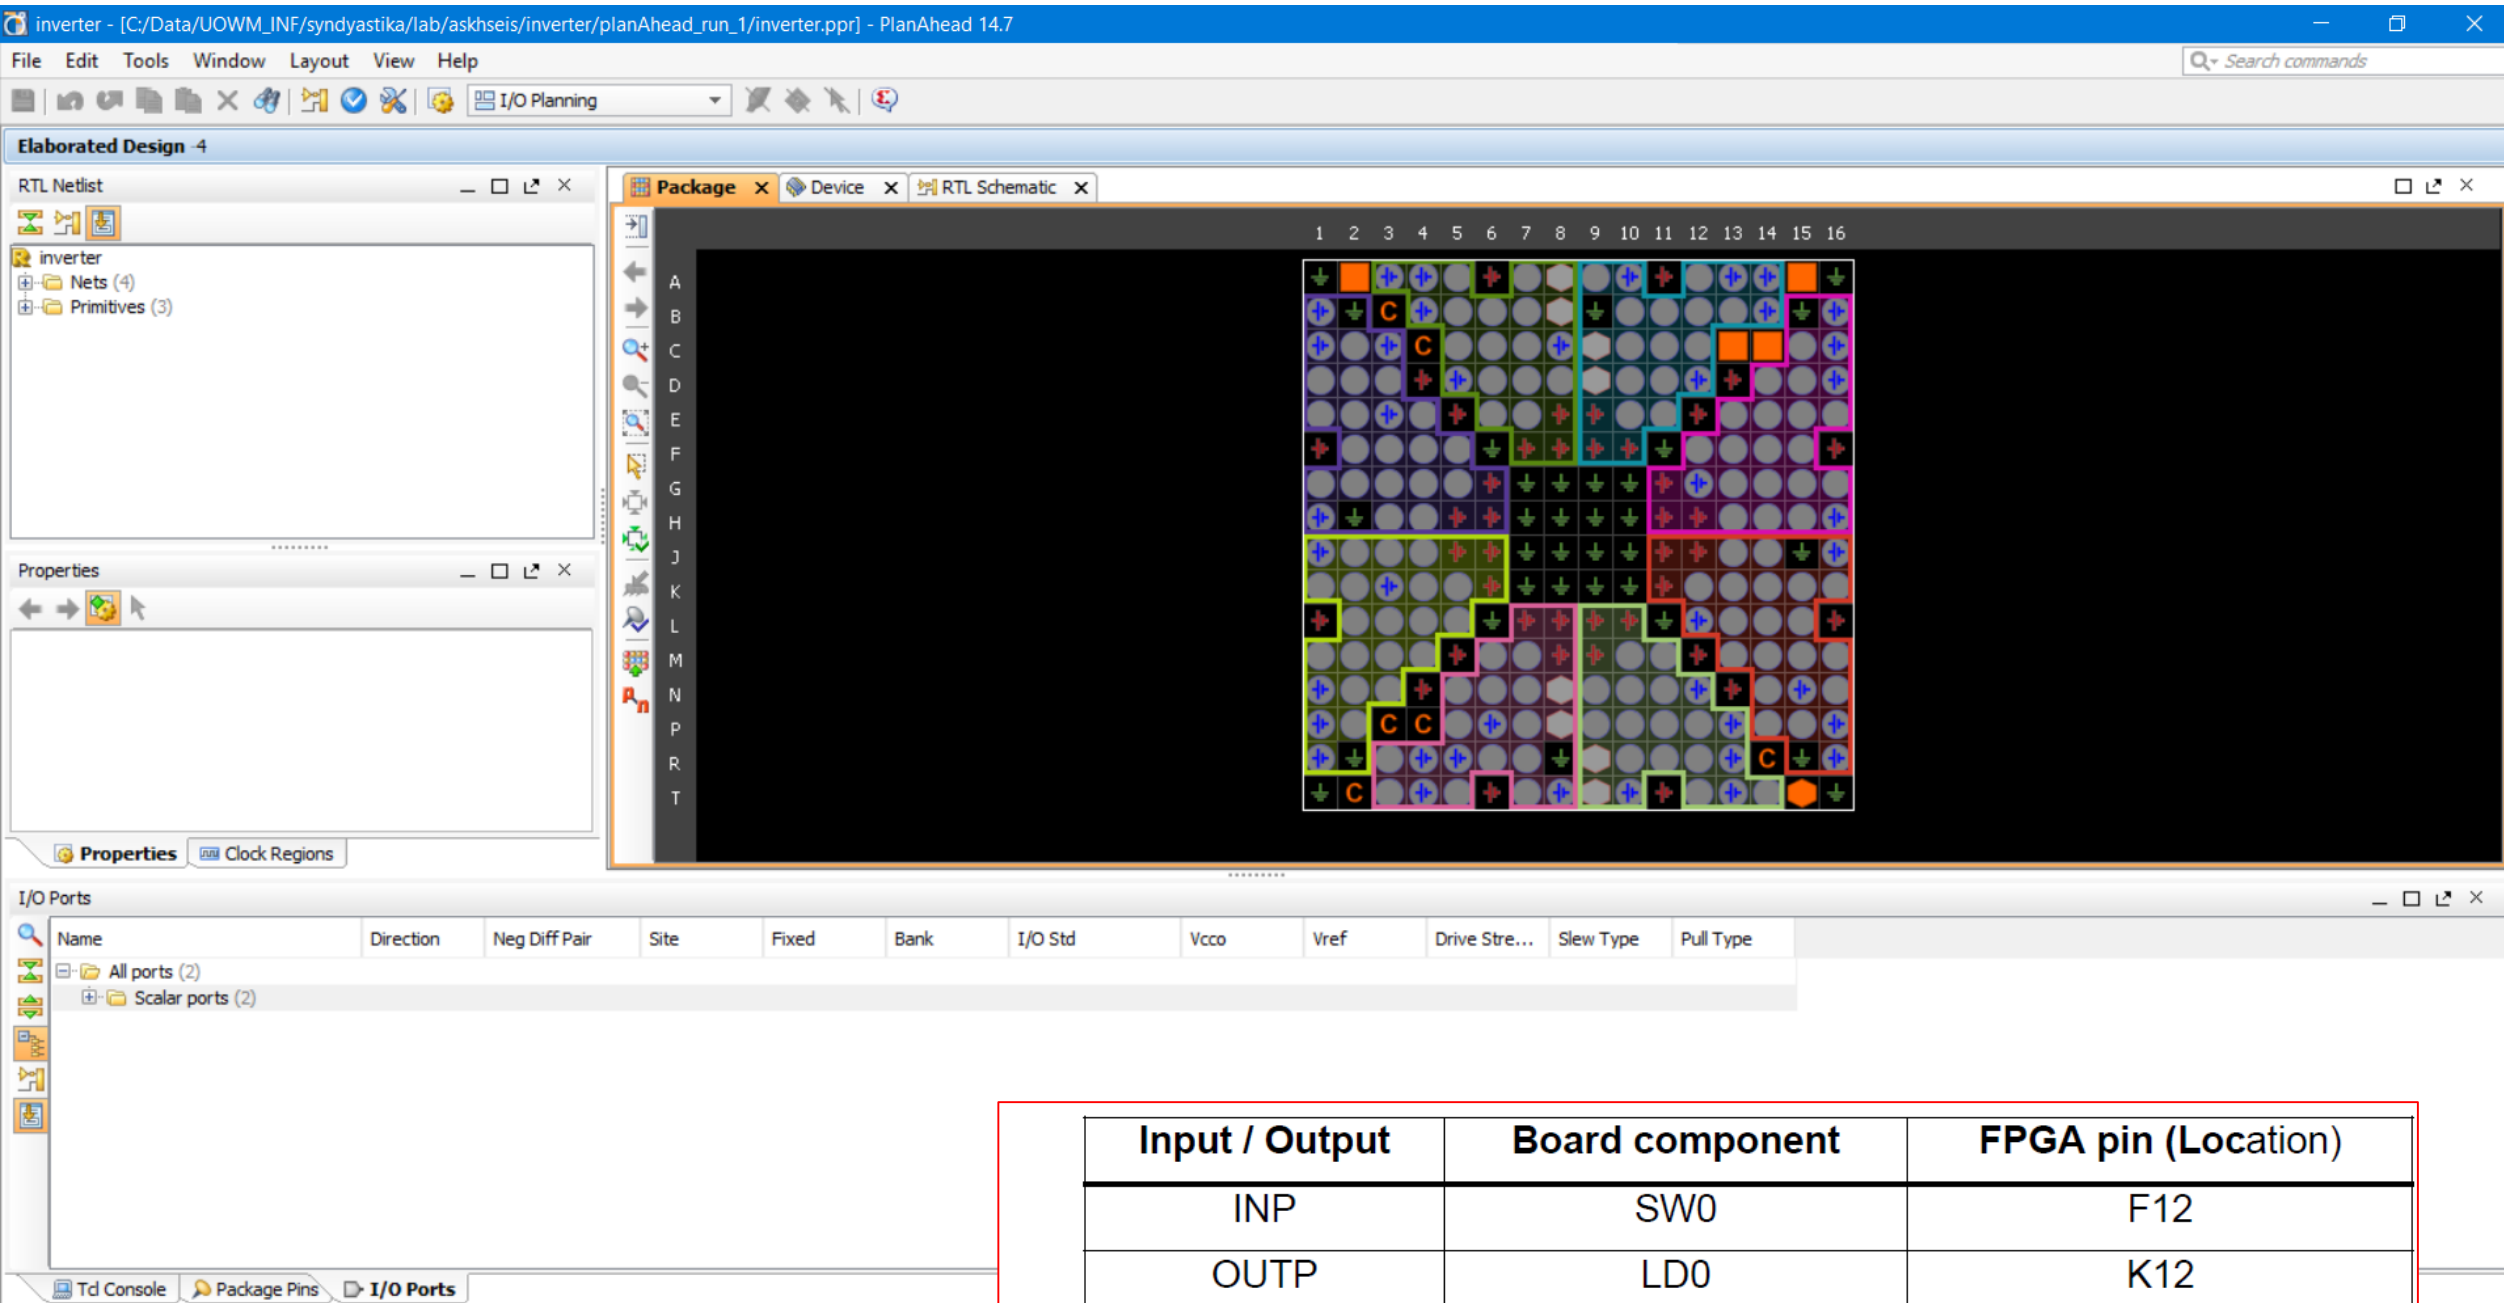 inverter - [C:/Data/UOWM_INF/syndyastika/lab/askhseis/inverter/planAhead_run_1/inverter.ppr] - PlanAhead 14.7
File Edit Tools Window Layout View Help
Search commands
I/O Planning
Elaborated Design -4
RTL Netlist
inverter
Nets (4)
Primitives (3)
Properties
Properties Clock Regions
Package Device RTL Schematic
1 2 3 4 5 6 7 8 9 10 11 12 13 14 15 16
A
B
C
C
C
D
E
F
G
H
J
K
L
M
N
P
C C
R
C
T
C
I/O Ports
Name Direction Neg Diff Pair Site Fixed Bank I/O Std Vcco Vref Drive Stre... Slew Type Pull Type
All ports (2)
Scalar ports (2)
Input / Output Board component FPGA pin (Location)
INP SW0 F12
OUTP LD0 K12
Tcl Console Package Pins I/O Ports